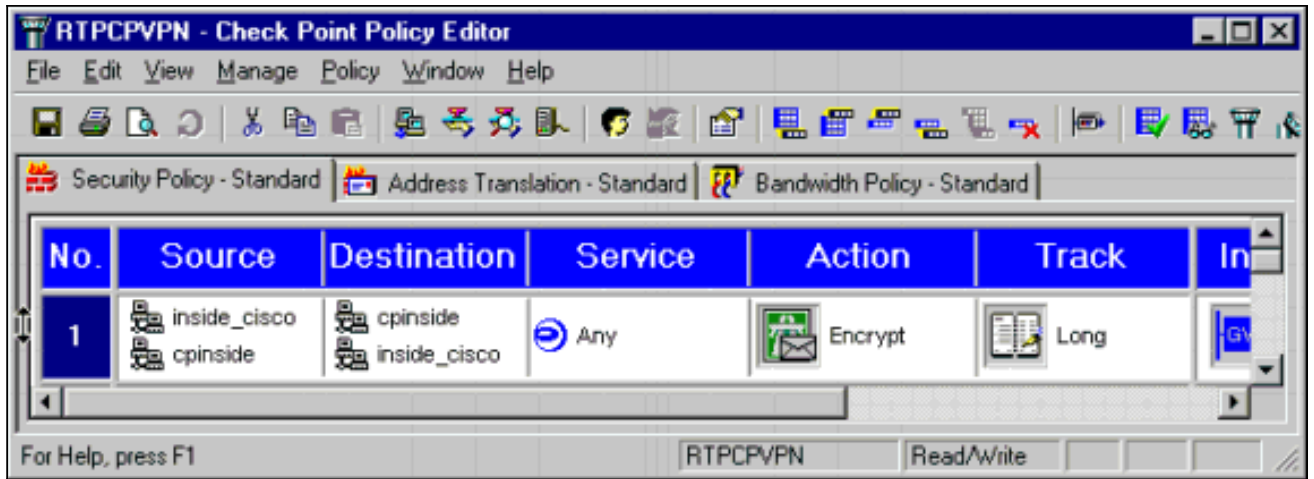 RTPCPVPN - Check Point Policy Editor
File Edit View Manage Policy Window Help
Security Policy - Standard Address Translation - Standard Bandwidth Policy - Standard
No. Source Destination Service Action Track In
1 inside_cisco cpinside Any Encrypt Long GW
cpinside inside_cisco
For Help, press F1 RTPCPVPN Read/Write